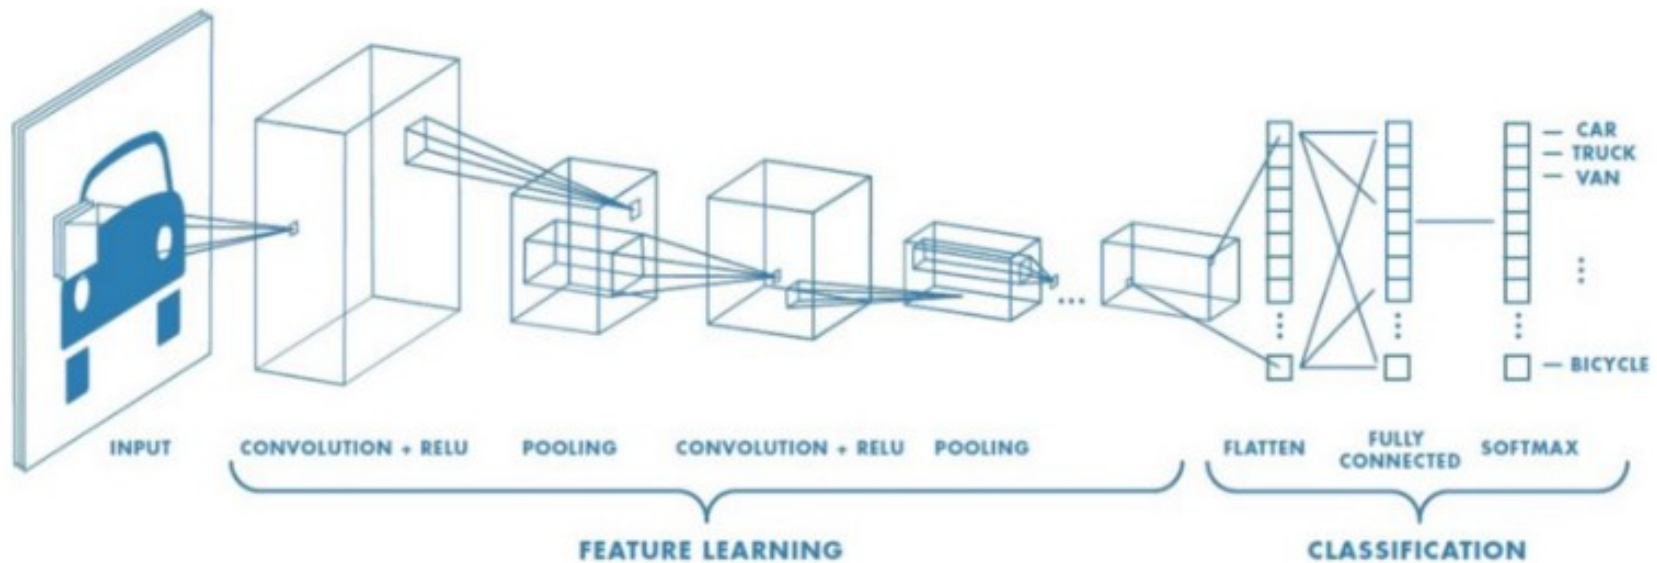 CAR
TRUCK
VAN
BICYCLE
INPUT
CONVOLUTION + RELU
POOLING
CONVOLUTION + RELU
POOLING
FLATTEN
FULLY
CONNECTED
SOFTMAX
FEATURE LEARNING
CLASSIFICATION